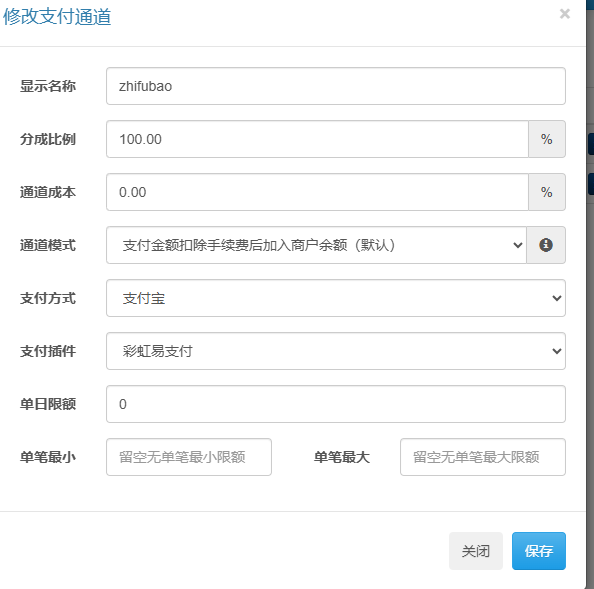 修改支付通道 ×
显示名称 zhifubao
分成比例 100.00 %
通道成本 0.00 %
通道模式 支付金额扣除手续费后加入商户余额（默认）
支付方式 支付宝
支付插件 彩虹易支付
单日限额 0
单笔最小 留空无单笔最小限额 单笔最大 留空无单笔最大限额
关闭 保存